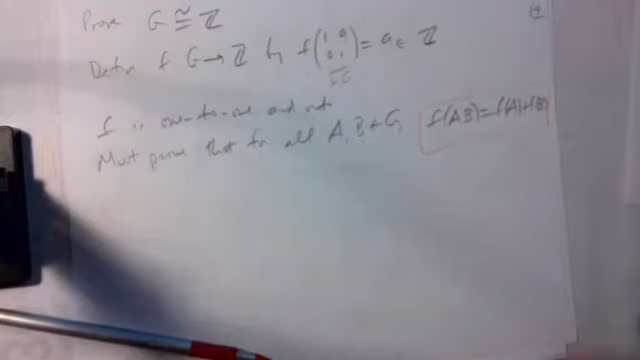 Prove G ≅ ℤ
Define f G → ℤ by f(1 a
0 1) = a ∈ ℤ
∈ G
f is one-to-one and onto
Must prove that for all A, B ∈ G, f(AB) = f(A)+f(B)